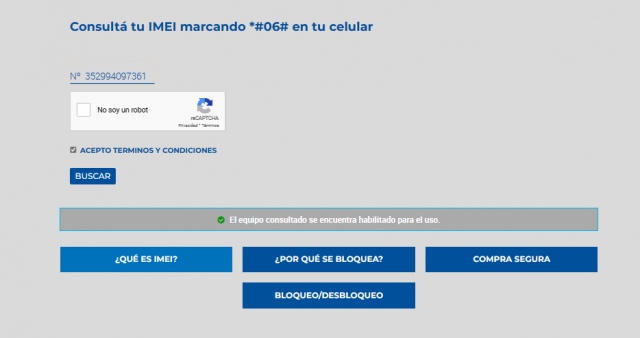 Consultá tu IMEI marcando *#06# en tu celular
Nº 352994097361
No soy un robot
reCAPTCHA
Privacidad * Términos
ACEPTO TERMINOS Y CONDICIONES
BUSCAR
El equipo consultado se encuentra habilitado para el uso.
¿QUÉ ES IMEI?
¿POR QUÉ SE BLOQUEA?
COMPRA SEGURA
BLOQUEO/DESBLOQUEO